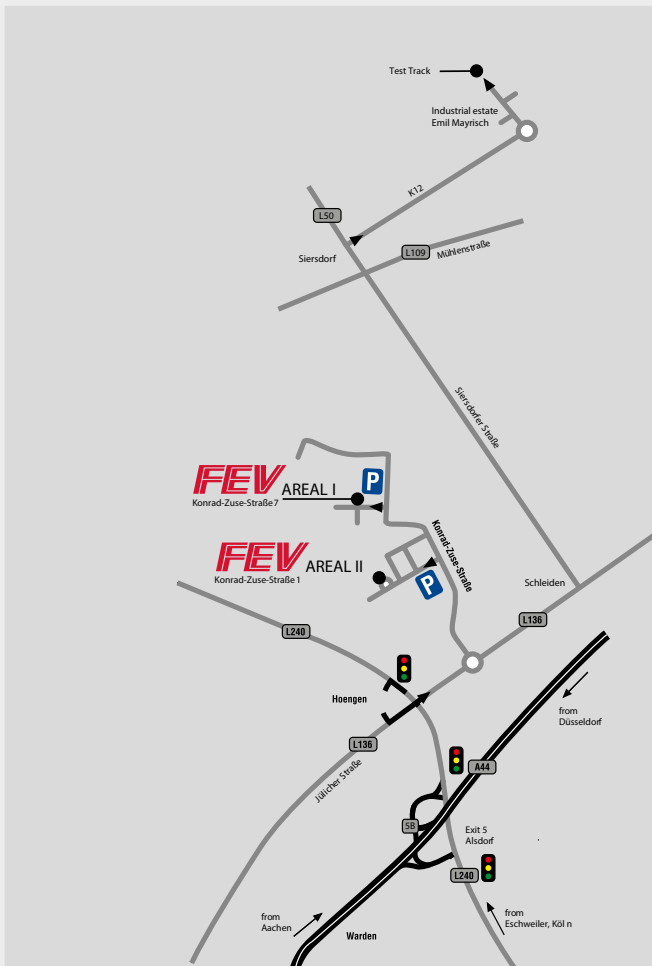 Test Track
Industrial estate
Emil Mayrisch
K12
L50
Siersdorf
L109
Mühlenstraße
Siersdorfer Straße
FEV
AREAL I
P
Konrad-Zuse-Straße 7
Konrad-Zuse-Straße
FEV
AREAL II
Konrad-Zuse-Straße 1
P
Schleiden
L136
L240
Hoengen
from
Düsseldorf
L136
A44
Jülicher Straße
5B
Exit 5
Alsdorf
L240
from
Aachen
from
Eschweiler, Köl n
Warden